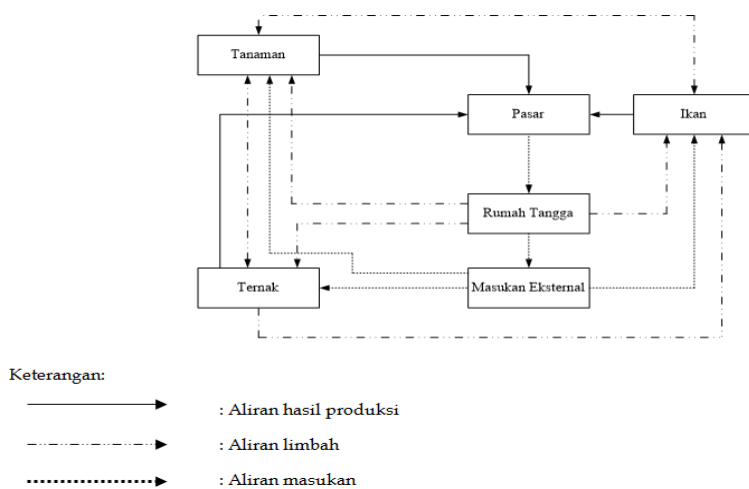 Tanaman
Pasar
Ikan
Rumah Tangga
Ternak
Masukan Eksternal
Keterangan:
: Aliran hasil produksi
: Aliran limbah
: Aliran masukan